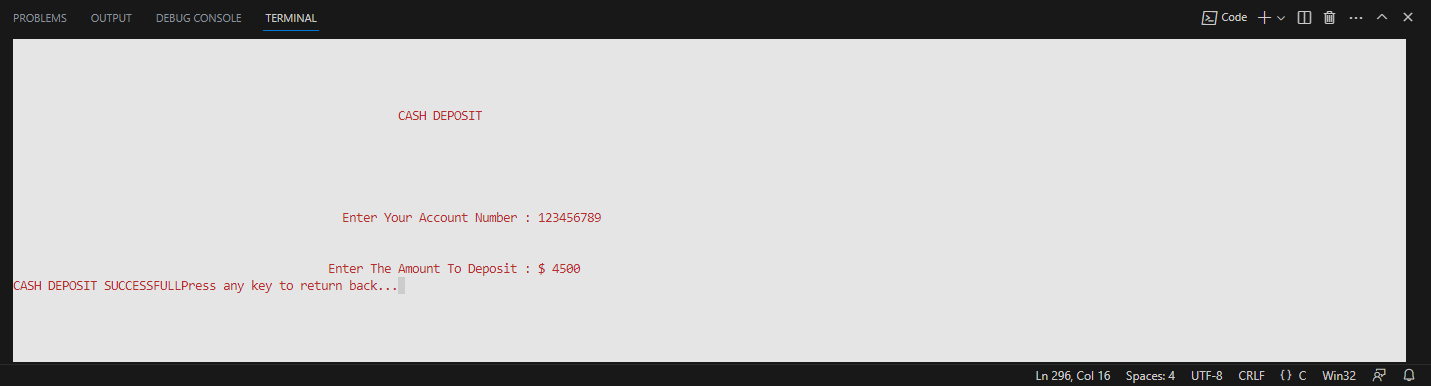 PROBLEMS OUTPUT DEBUG CONSOLE TERMINAL Code
CASH DEPOSIT
Enter Your Account Number : 123456789
Enter The Amount To Deposit : $ 4500
CASH DEPOSIT SUCCESSFULLPress any key to return back...
Ln 296, Col 16 Spaces: 4 UTF-8 CRLF {} C Win32